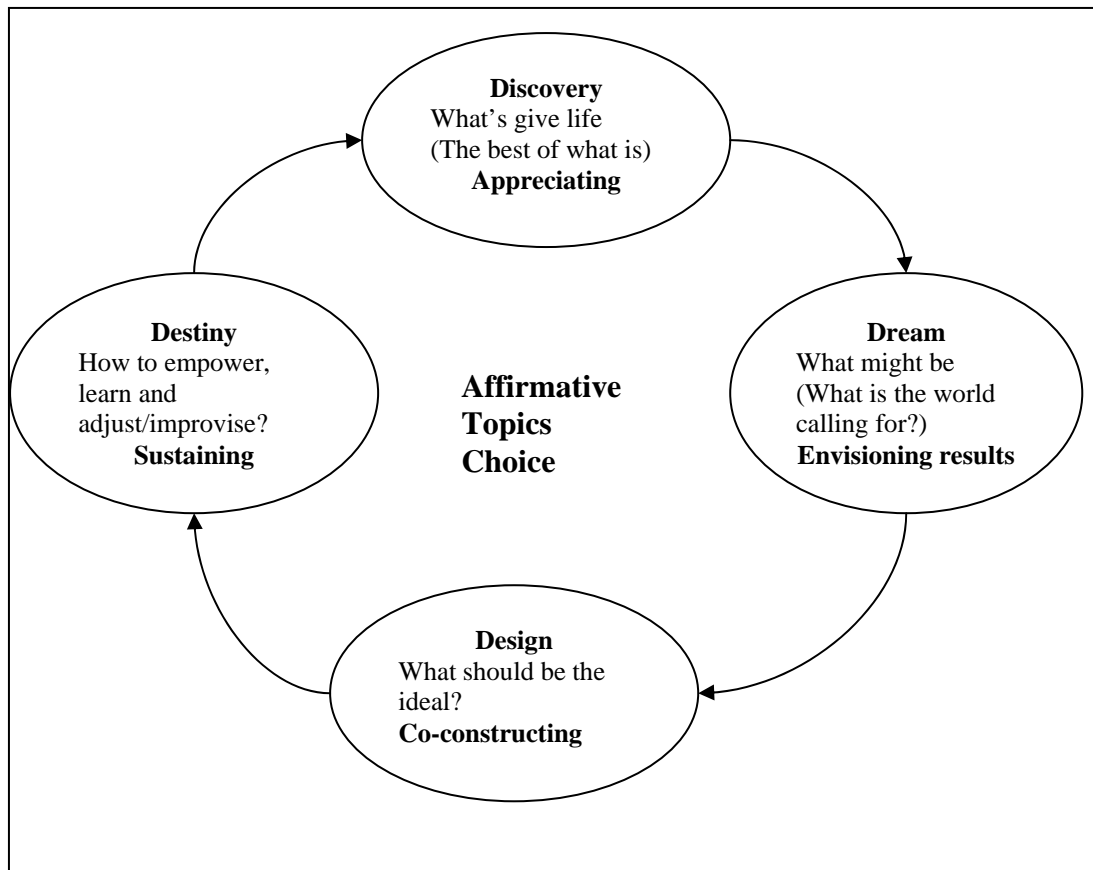 Discovery
What’s give life
(The best of what is)
Appreciating
Dream
What might be
(What is the world
calling for?)
Envisioning results
Design
What should be the
ideal?
Co-constructing
Destiny
How to empower,
learn and
adjust/improvise?
Sustaining
Affirmative
Topics
Choice